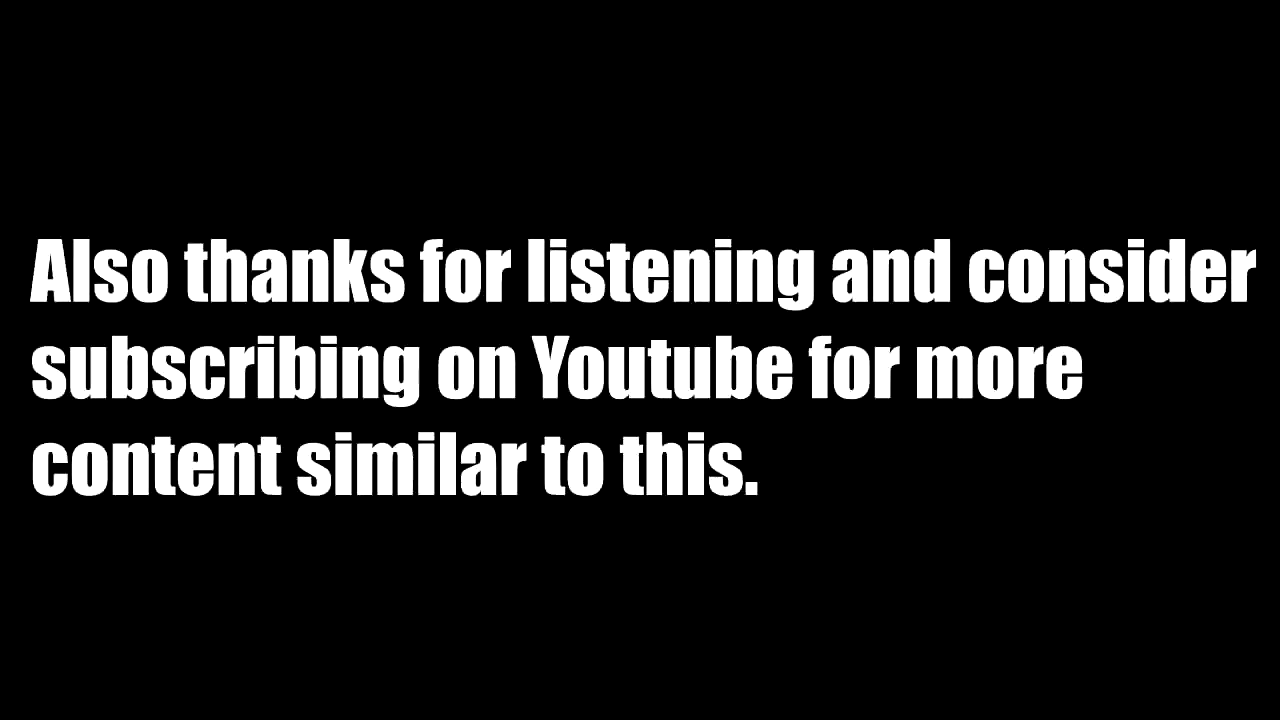 Also thanks for listening and consider
subscribing on Youtube for more
content similar to this.